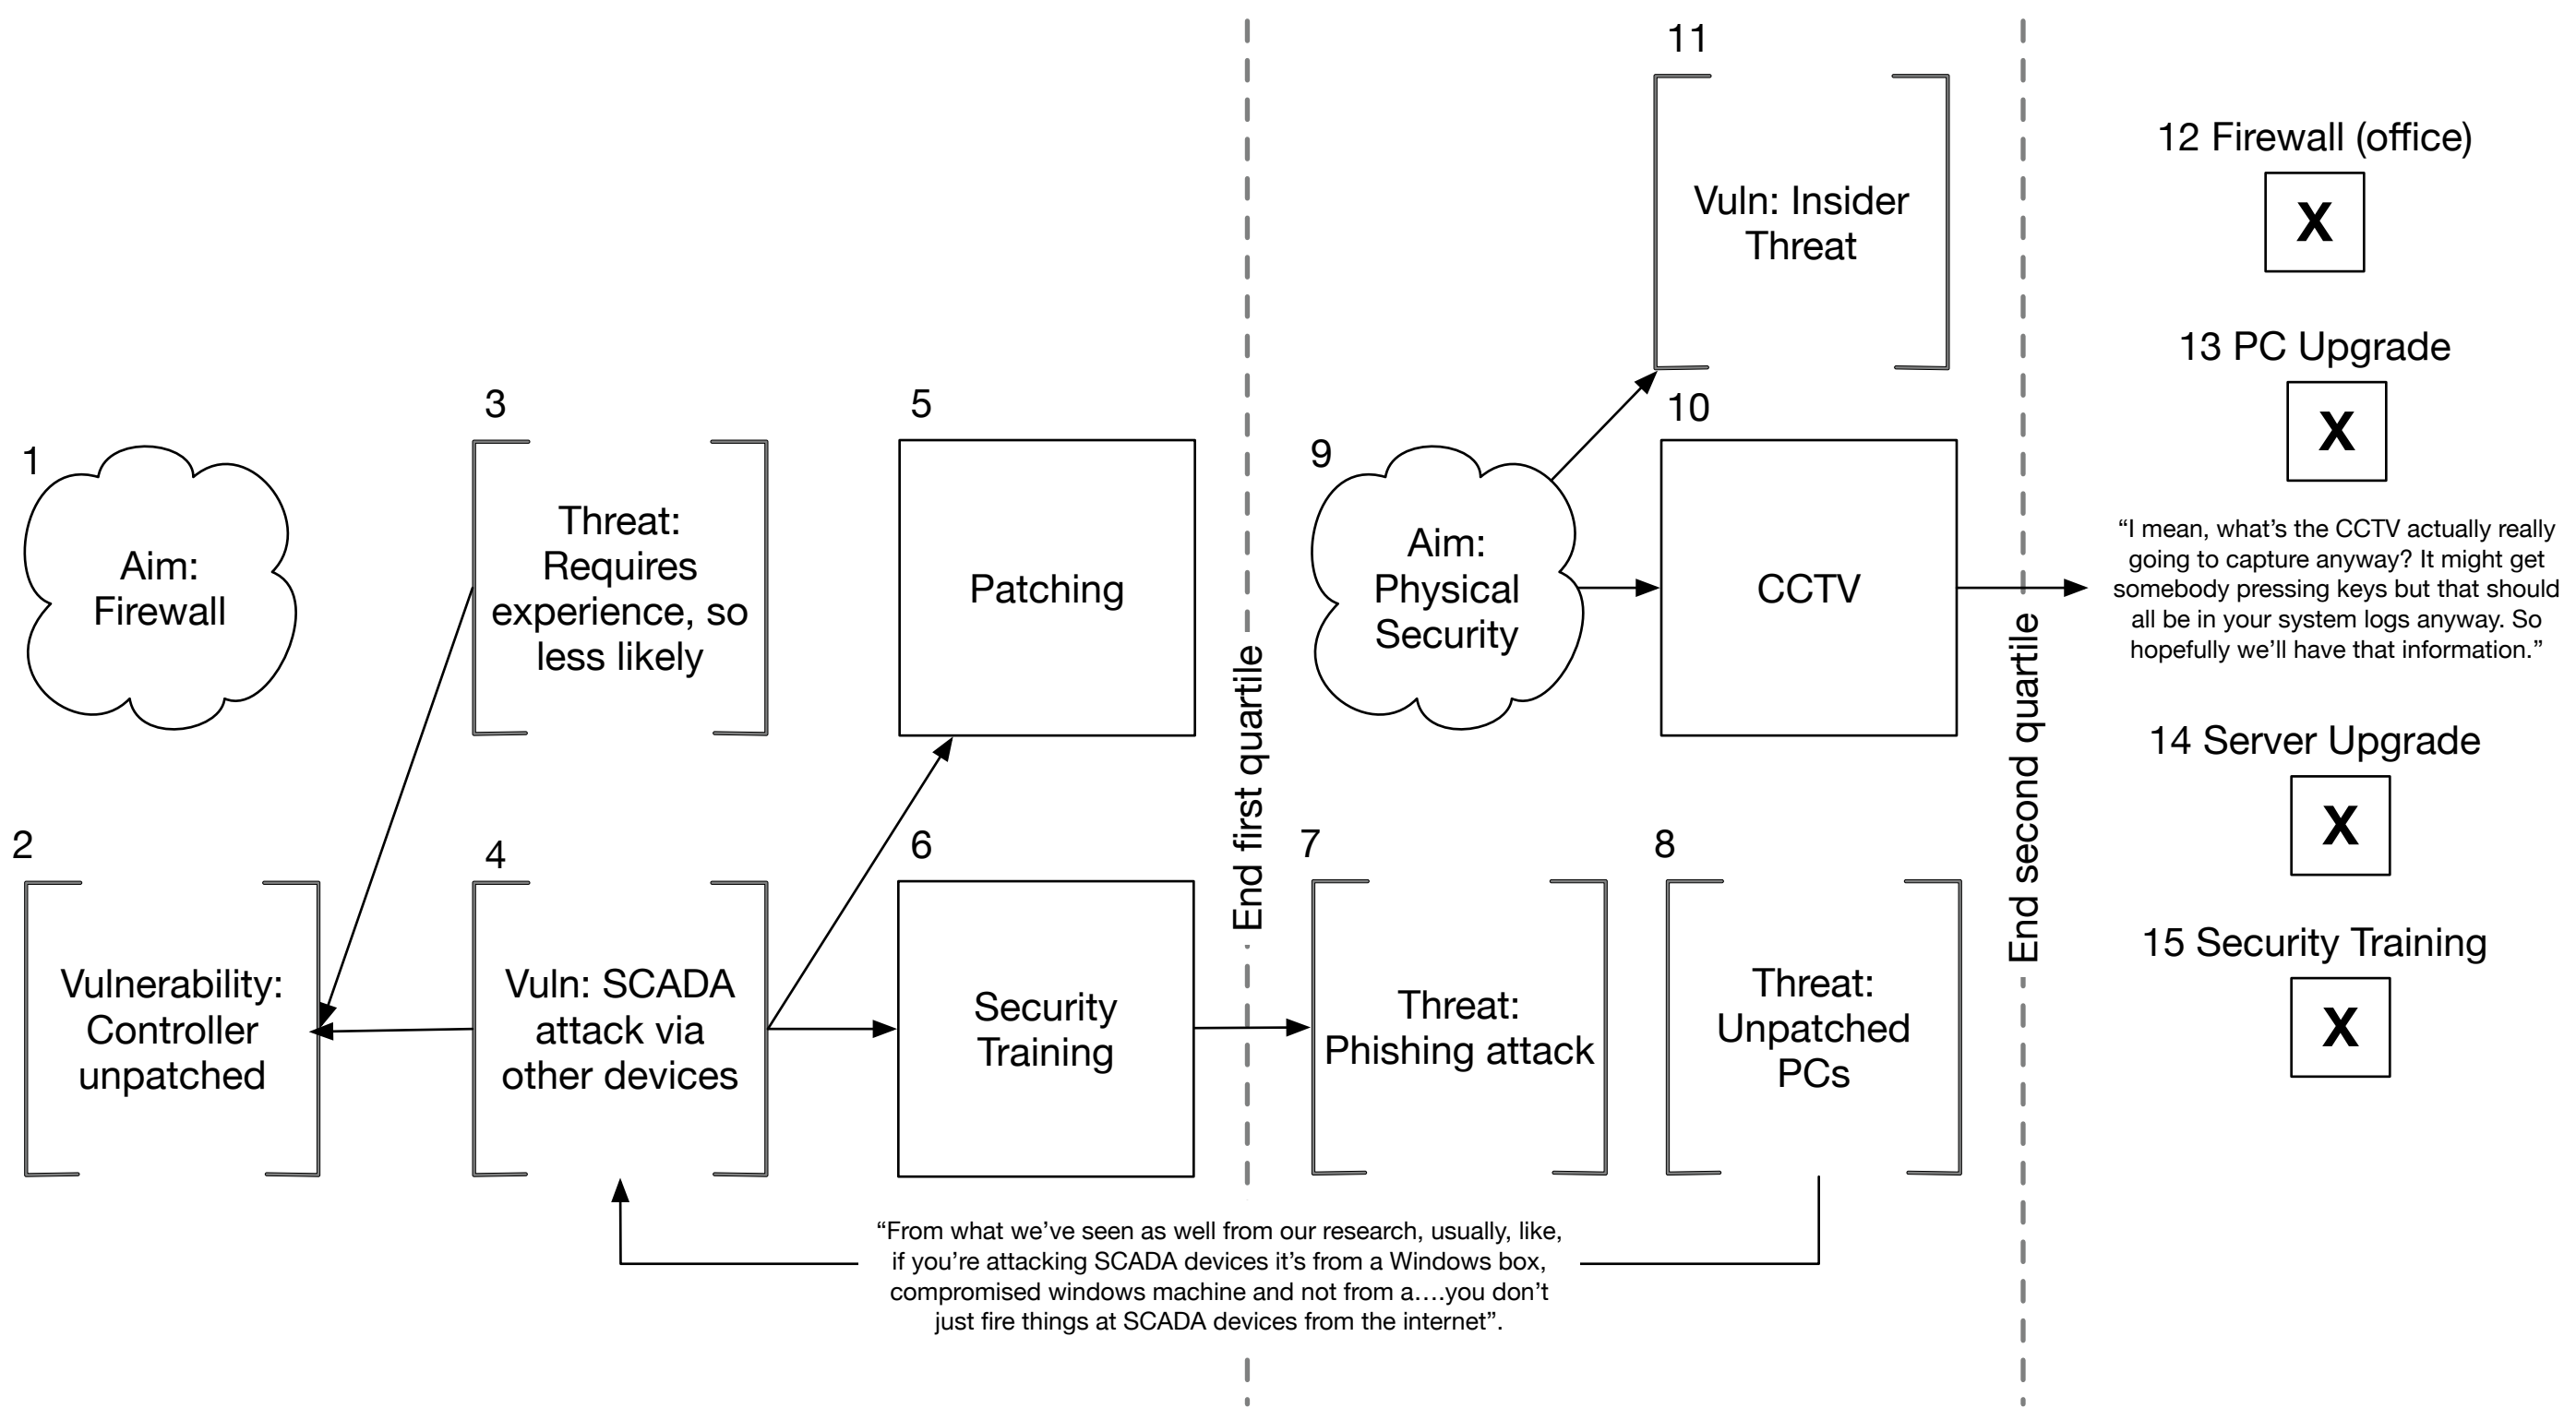 1
Aim:
Firewall
2
Vulnerability:
Controller
unpatched
3
Threat:
Requires
experience, so
less likely
4
Vuln: SCADA
attack via
other devices
5
Patching
6
Security
Training
End first quartile
7
Threat:
Phishing attack
8
Threat:
Unpatched
PCs
“From what we’ve seen as well from our research, usually, like,
if you’re attacking SCADA devices it’s from a Windows box,
compromised windows machine and not from a….you don’t
just fire things at SCADA devices from the internet”.
9
Aim:
Physical
Security
10
CCTV
11
Vuln: Insider
Threat
End second quartile
12 Firewall (office)
X
13 PC Upgrade
X
“I mean, what’s the CCTV actually really
going to capture anyway? It might get
somebody pressing keys but that should
all be in your system logs anyway. So
hopefully we’ll have that information.”
14 Server Upgrade
X
15 Security Training
X